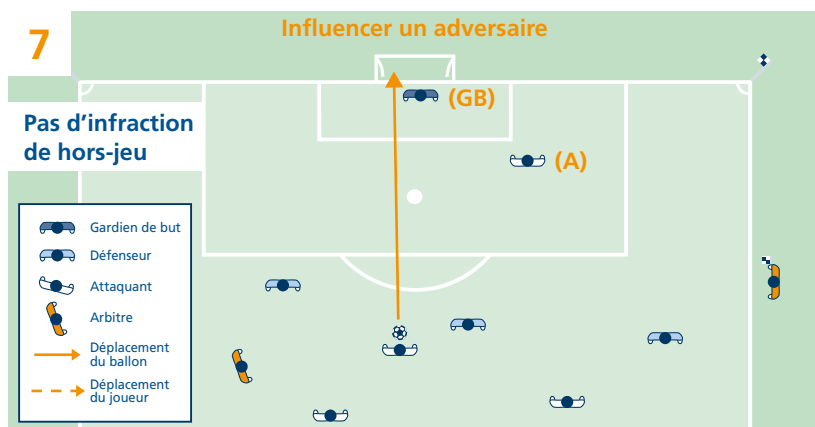 7
Influencer un adversaire
Pas d'infraction
de hors-jeu
(GB)
(A)
Gardien de but
Défenseur
Attaquant
Arbitre
Déplacement
du ballon
Déplacement
du joueur